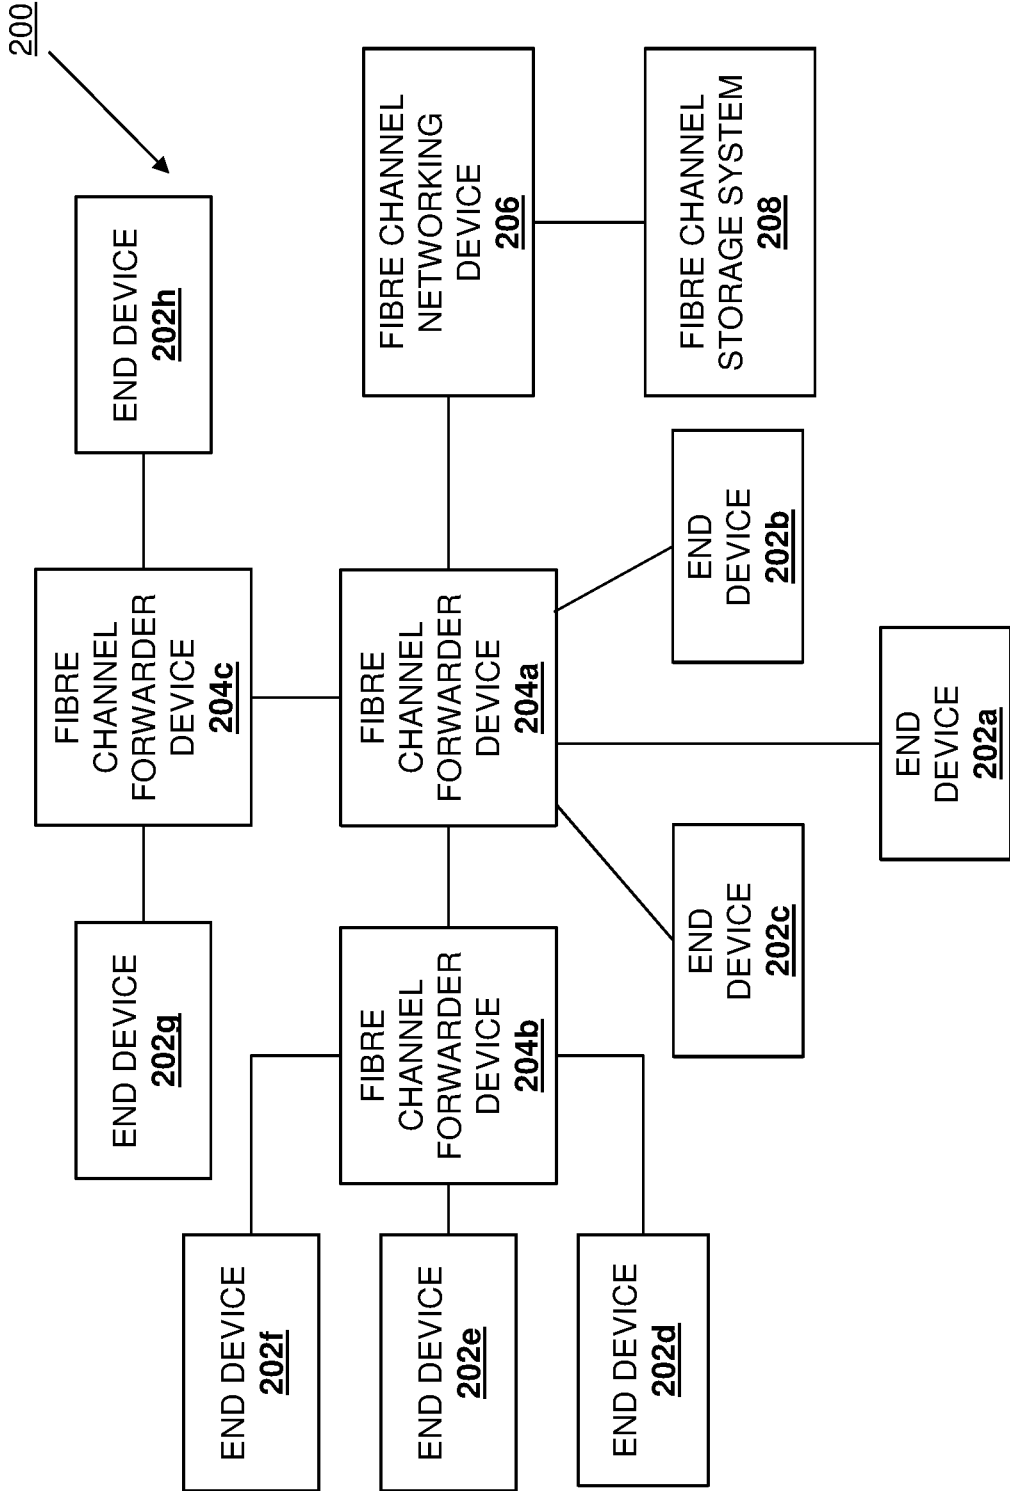 200
FIBRE
CHANNEL
FORWARDER
DEVICE
204c
END DEVICE
202g
END DEVICE
202h
END DEVICE
202f
FIBRE
CHANNEL
FORWARDER
DEVICE
204b
FIBRE
CHANNEL
FORWARDER
DEVICE
204a
FIBRE CHANNEL
NETWORKING
DEVICE
206
END DEVICE
202e
END DEVICE
202d
END
DEVICE
202c
END
DEVICE
202b
FIBRE CHANNEL
STORAGE SYSTEM
208
END
DEVICE
202a